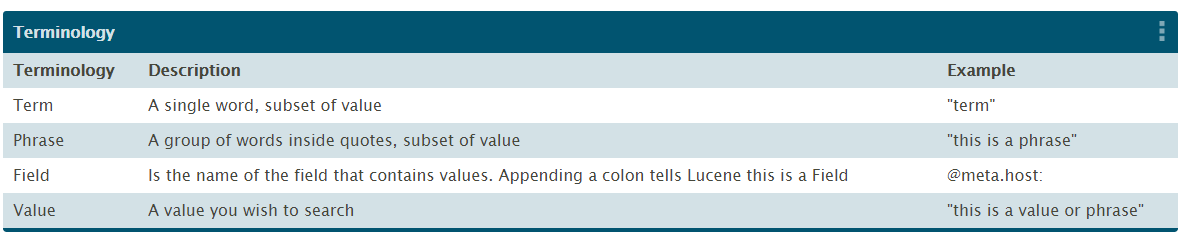 Terminology
Terminology Description Example
Term A single word, subset of value "term"
Phrase A group of words inside quotes, subset of value "this is a phrase"
Field Is the name of the field that contains values. Appending a colon tells Lucene this is a Field @meta.host:
Value A value you wish to search "this is a value or phrase"